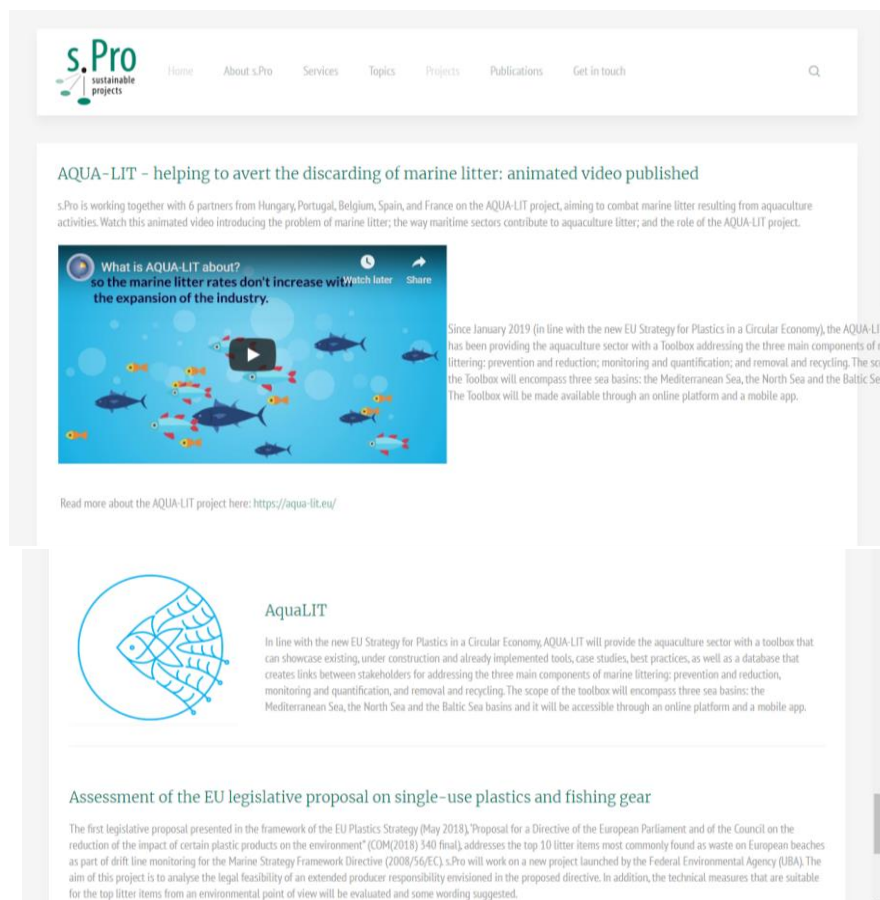 s.Pro
sustainable
projects
Home About s.Pro Services Topics Projects Publications Get in touch
AQUA-LIT - helping to avert the discarding of marine litter: animated video published
s.Pro is working together with 6 partners from Hungary, Portugal, Belgium, Spain, and France on the AQUA-LIT project, aiming to combat marine litter resulting from aquaculture
activities. Watch this animated video introducing the problem of marine litter; the way maritime sectors contribute to aquaculture litter; and the role of the AQUA-LIT project.
What is AQUA-LIT about?
Watch later Share
so the marine litter rates don't increase with
the expansion of the industry.
Since January 2019 (in line with the new EU Strategy for Plastics in a Circular Economy), the AQUA-LI
has been providing the aquaculture sector with a Toolbox addressing the three main components of
littering: prevention and reduction; monitoring and quantification; and removal and recycling. The
the Toolbox will encompass three sea basins: the Mediterranean Sea, the North Sea and the Baltic Se
The Toolbox will be made available through an online platform and a mobile app.
Read more about the AQUA-LIT project here: https://aqua-lit.eu/
AquaLIT
In line with the new EU Strategy for Plastics in a Circular Economy, AQUA-LIT will provide the aquaculture sector with a toolbox that
can showcase existing, under construction and already implemented tools, case studies, best practices, as well as a database that
creates links between stakeholders for addressing the three main components of marine littering: prevention and reduction,
monitoring and quantification, and removal and recycling. The scope of the toolbox will encompass three sea basins: the
Mediterranean Sea, the North Sea and the Baltic Sea basins and it will be accessible through an online platform and a mobile app.
Assessment of the EU legislative proposal on single-use plastics and fishing gear
The first legislative proposal presented in the framework of the EU Plastics Strategy (May 2018), "Proposal for a Directive of the European Parliament and of the Council on the
reduction of the impact of certain plastic products on the environment" (COM(2018) 340 final), addresses the top 10 litter items most commonly found as waste on European beaches
as part of drift line monitoring for the Marine Strategy Framework Directive (2008/56/EC). s.Pro will work on a new project launched by the Federal Environmental Agency (UBA). The
aim of this project is to analyse the legal feasibility of an extended producer responsibility envisioned in the proposed directive. In addition, the technical measures that are suitable
for the top litter items from an environmental point of view will be evaluated and some wording suggested.